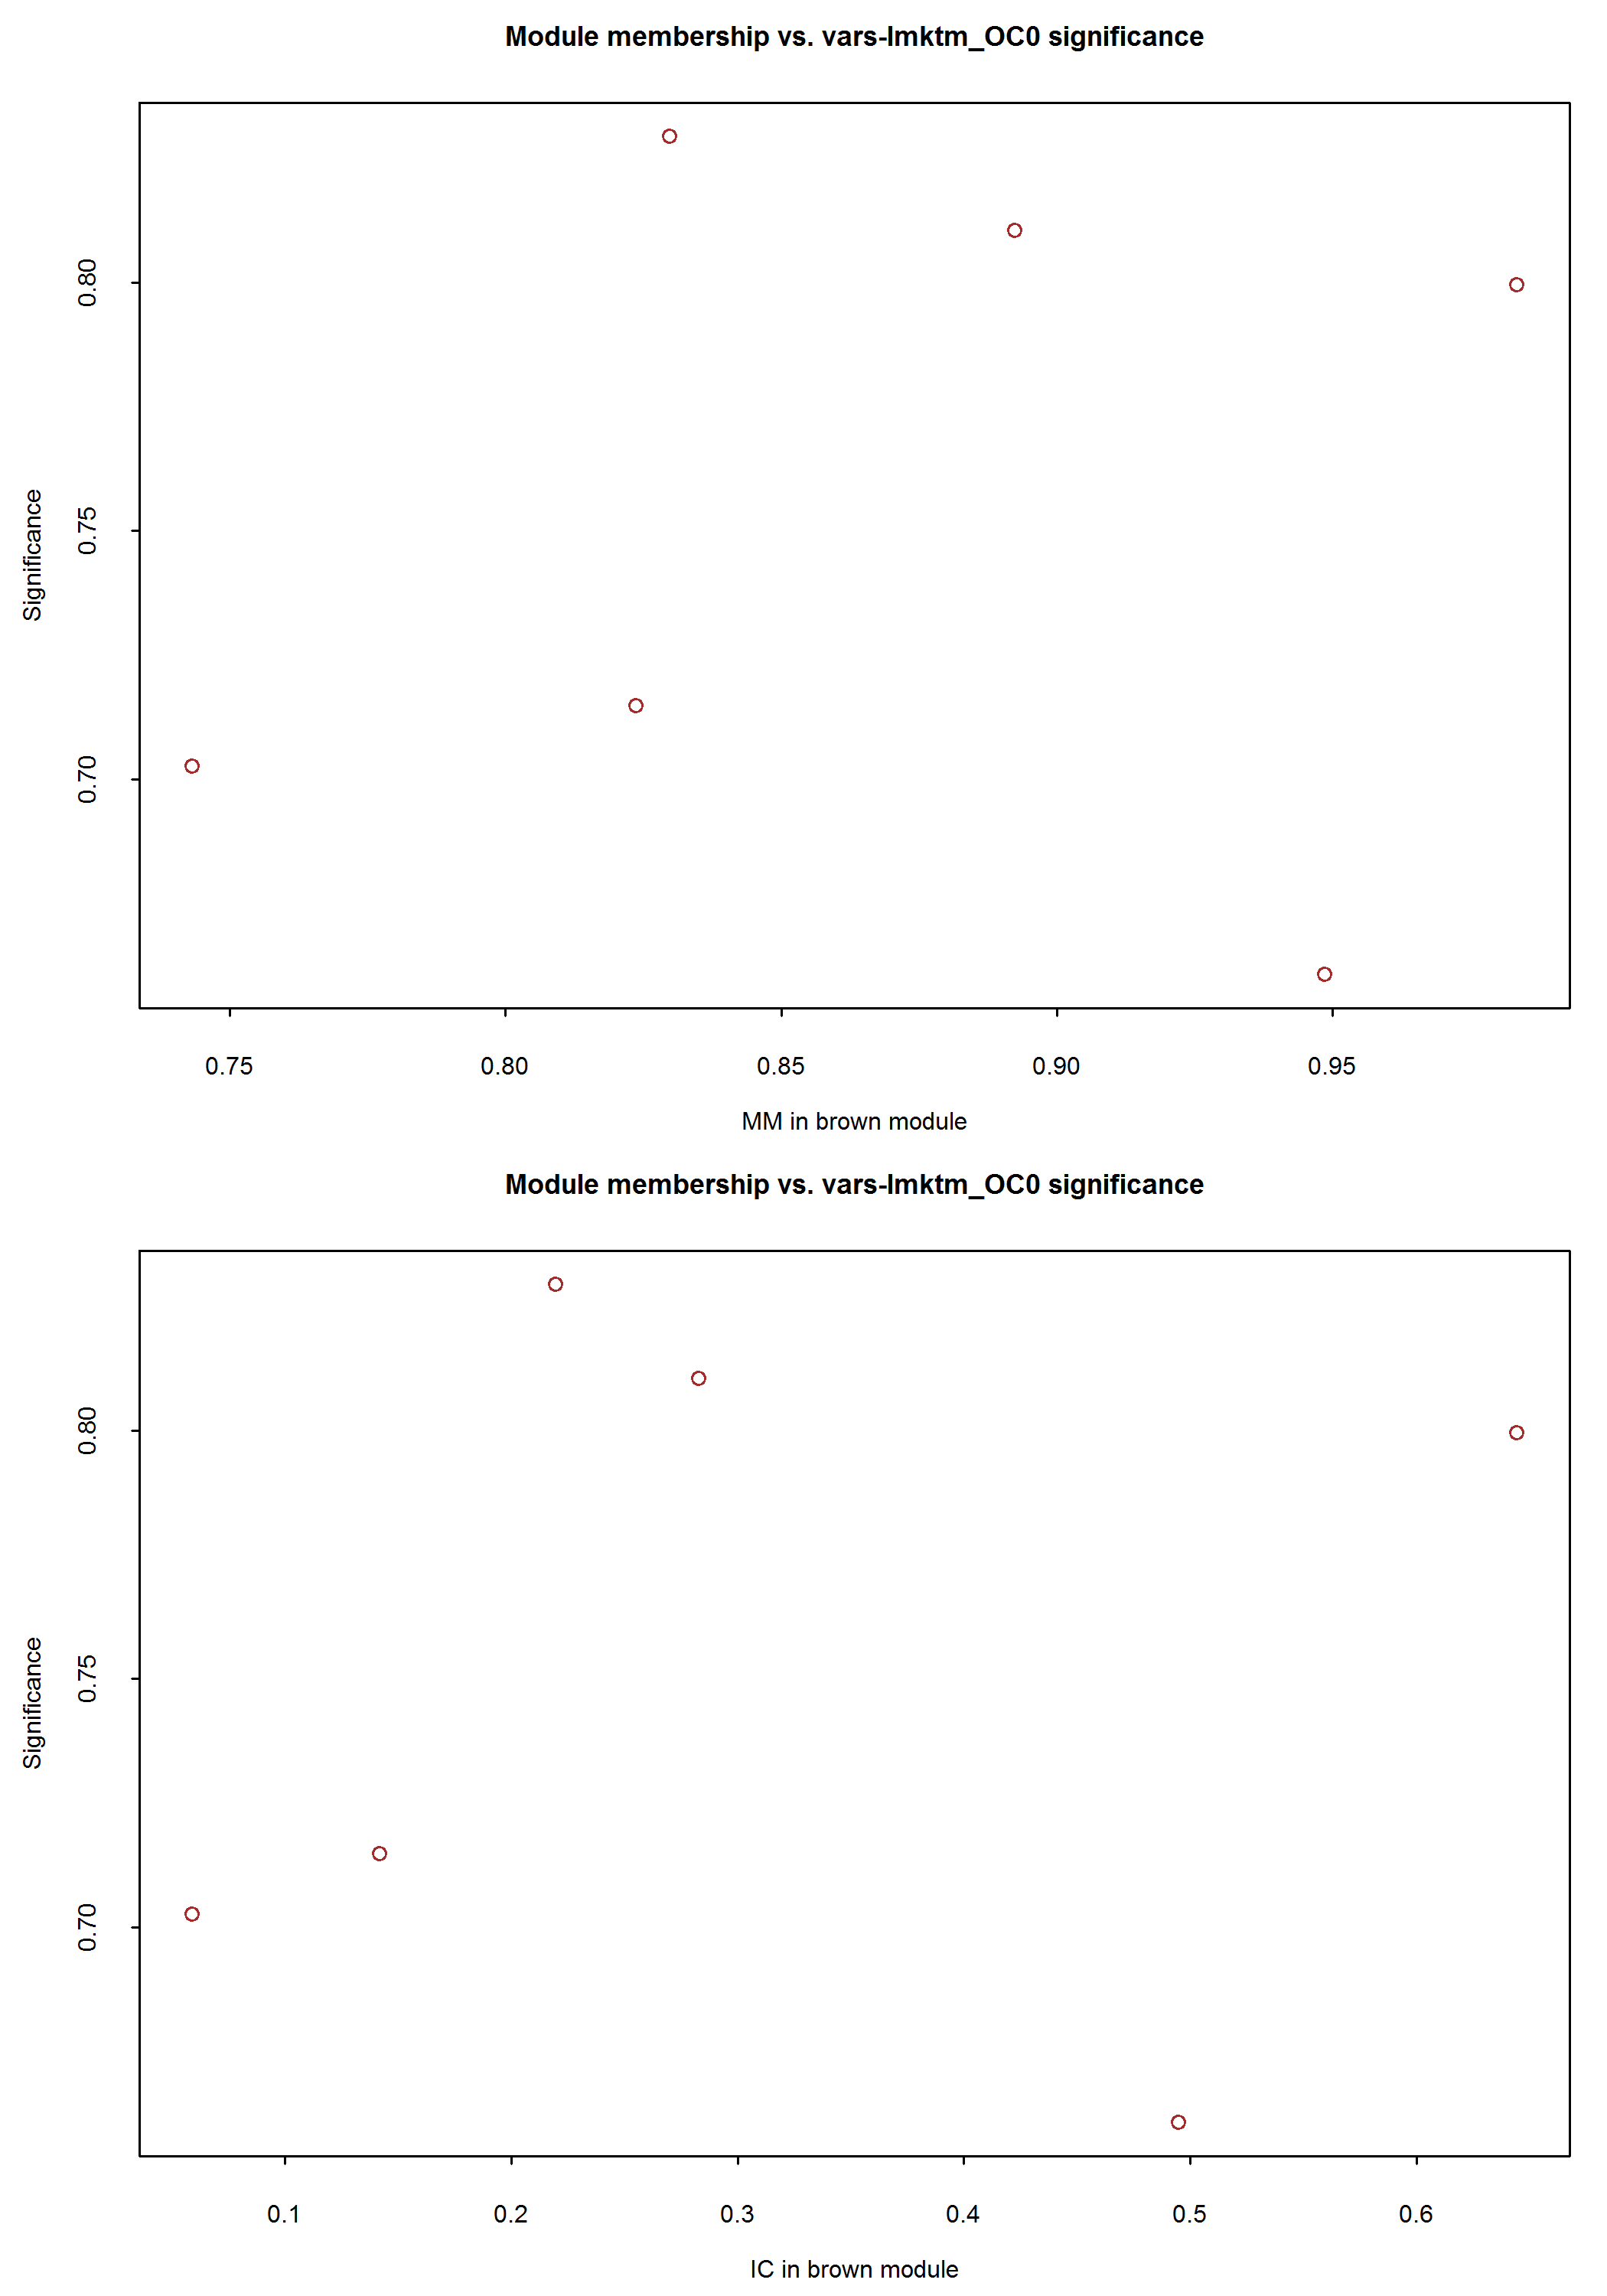 Module membership vs. vars-lmktm_OC0 significance
0.80
0.75
0.70
Significance
0.75 0.80 0.85 0.90 0.95
MM in brown module
Module membership vs. vars-lmktm_OC0 significance
0.80
0.75
0.70
Significance
0.1 0.2 0.3 0.4 0.5 0.6
IC in brown module